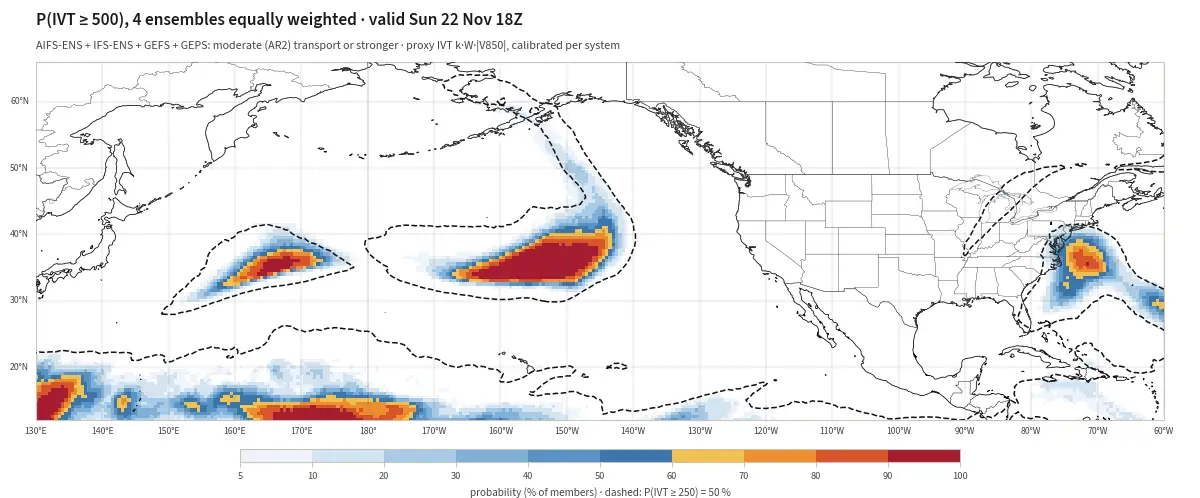 P(IVT ≥ 500), 4 ensembles equally weighted · valid Sun 22 Nov 18Z
AIFS-ENS + IFS-ENS + GEFS + GEPS: moderate (AR2) transport or stronger · proxy IVT k·W·|V850|, calibrated per system
60°N
50°N
40°N
30°N
20°N
130°E 140°E 150°E 160°E 170°E 180° 170°W 160°W 150°W 140°W 130°W 120°W 110°W 100°W 90°W 80°W 70°W 60°W
5 10 20 30 40 50 60 70 80 90 100
probability (% of members) · dashed: P(IVT ≥ 250) = 50 %